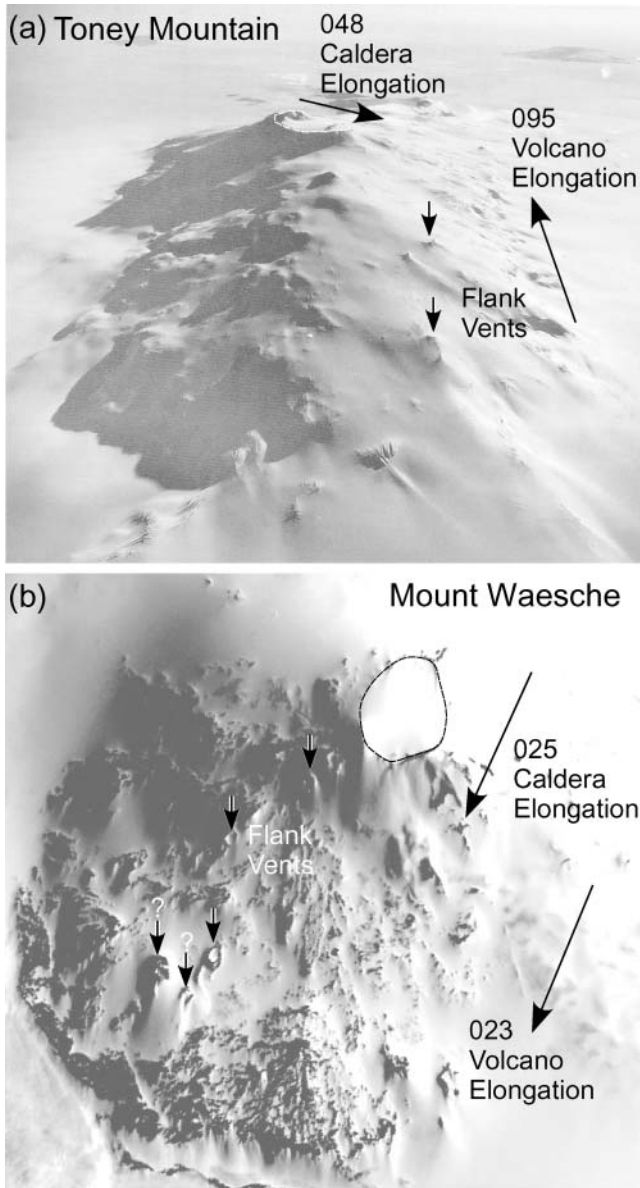 (a) Toney Mountain
048
Caldera
Elongation
095
Volcano
Elongation
Flank
Vents
(b)
Mount Waesche
025
Caldera
Elongation
Flank
Vents
?
?
023
Volcano
Elongation